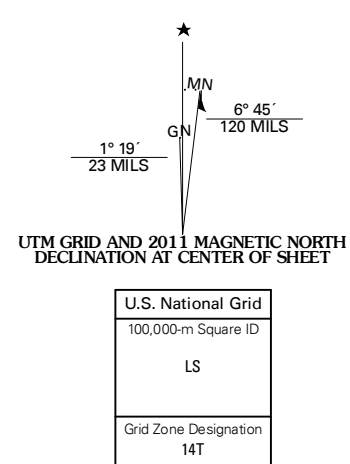 MN
6° 45´
120 MILS
GN
1° 19´
23 MILS
UTM GRID AND 2011 MAGNETIC NORTH
DECLINATION AT CENTER OF SHEET
U.S. National Grid
100,000-m Square ID
LS
Grid Zone Designation
14T